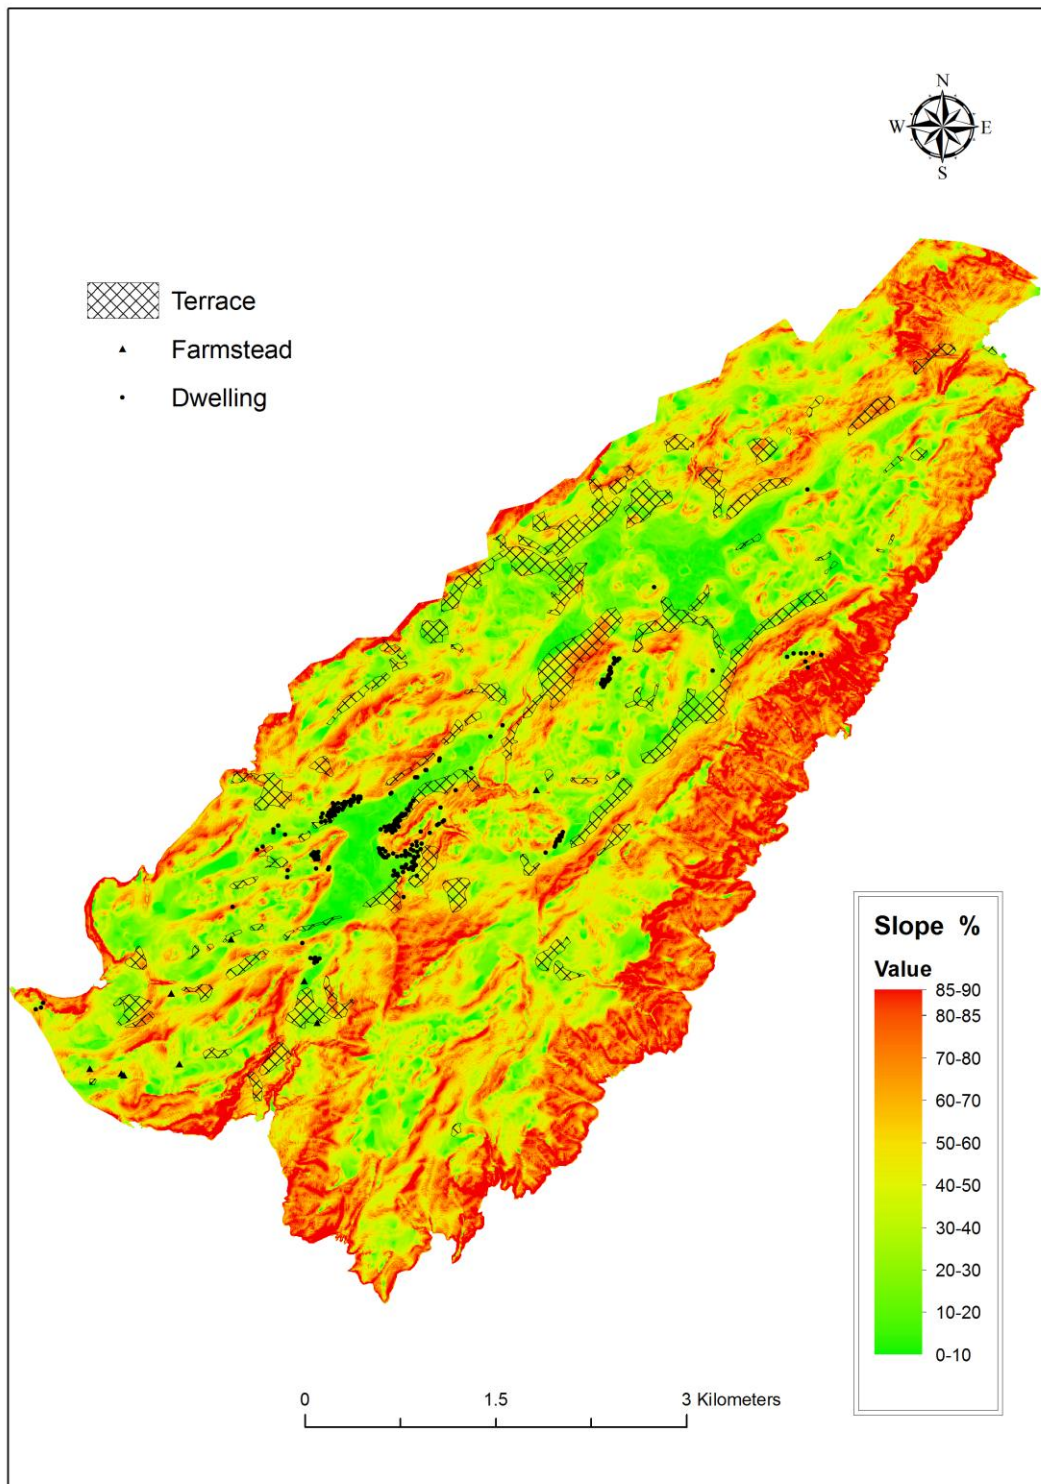 N
W E
S
Terrace
Farmstead
Dwelling
Slope %
Value
85-90
80-85
70-80
60-70
50-60
40-50
30-40
20-30
10-20
0-10
0 1.5 3 Kilometers